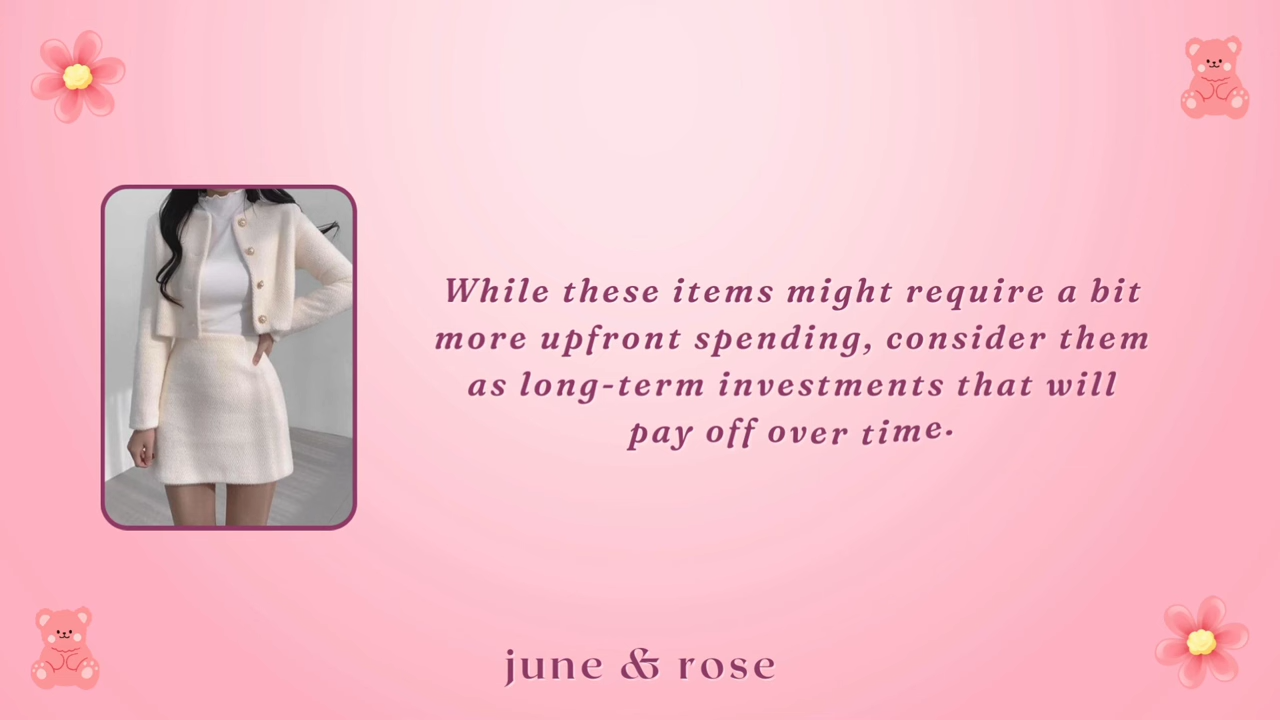 While these items might require a bit
more upfront spending, consider them
as long-term investments that will
pay off over time.
june & rose